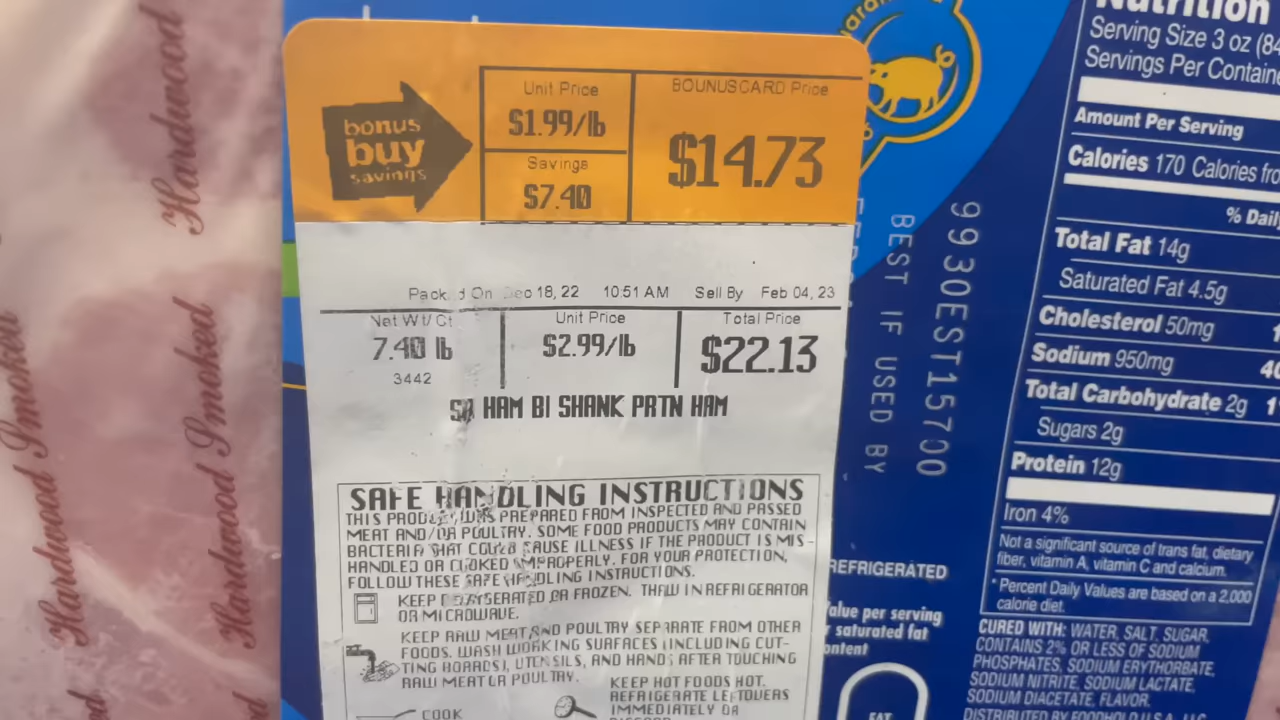 Hardwood
Hardwood Smoked
Hardwood Smoked
bonus
buy
savings
Unit Price
$1.99/lb
Savings
$7.40
BOUNUSCARD Price
$14.73
Packed On Dec 18, 22 10:51 AM Sell By Feb 04, 23
Net Wt/Ct
7.40 lb
3442
Unit Price
$2.99/lb
Total Price
$22.13
HAM BI SHANK PRTN HAM
SAFE HANDLING INSTRUCTIONS
THIS PRODUCT WAS PREPARED FROM INSPECTED AND PASSED
MEAT AND/OR POULTRY. SOME FOOD PRODUCTS MAY CONTAIN
BACTERIA THAT COULD CAUSE ILLNESS IF THE PRODUCT IS MIS-
HANDLED OR COOKED IMPROPERLY. FOR YOUR PROTECTION,
FOLLOW THESE SAFE HANDLING INSTRUCTIONS.
KEEP REFRIGERATED OR FROZEN. THAW IN REFRIGERATOR
OR MICROWAVE.
KEEP RAW MEAT AND POULTRY SEPARATE FROM OTHER
FOODS. WASH WORKING SURFACES (INCLUDING CUT-
TING BOARDS), UTENSILS, AND HANDS AFTER TOUCHING
RAW MEAT OR POULTRY.
KEEP HOT FOODS HOT.
REFRIGERATE LEFTOVERS
IMMEDIATELY OR
COOK
BEST IF USED BY
9930EST15700
REFRIGERATED
value per serving
saturated fat
Nutrition
Serving Size 3 oz (84
Servings Per Containe
Amount Per Serving
Calories 170 Calories fro
% Daily
Total Fat 14g
Saturated Fat 4.5g
Cholesterol 50mg
Sodium 950mg 40
Total Carbohydrate 2g 1
Sugars 2g
Protein 12g
Iron 4%
Not a significant source of trans fat, dietary
fiber, vitamin A, vitamin C and calcium.
* Percent Daily Values are based on a 2,000
calorie diet.
CURED WITH: WATER, SALT, SUGAR,
CONTAINS 2% OR LESS OF SODIUM
PHOSPHATES, SODIUM ERYTHORBATE,
SODIUM NITRITE, SODIUM LACTATE,
SODIUM DIACETATE, FLAVOR.
DISTRIBUTED BY FOODHOLD U.S.A., LLC
FAT